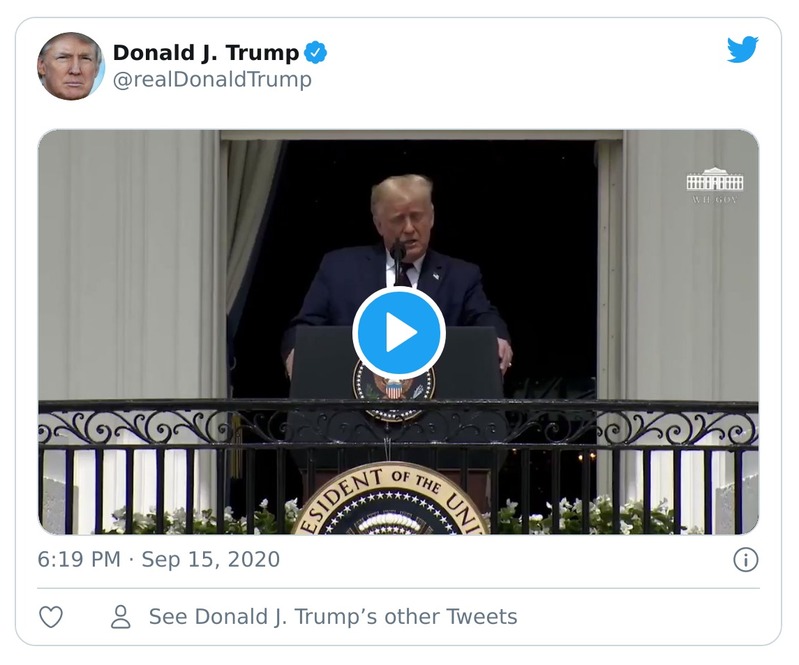 Donald J. Trump
@realDonaldTrump
WH.GOV
ESIDENT OF THE UNI
6:19 PM · Sep 15, 2020
See Donald J. Trump’s other Tweets